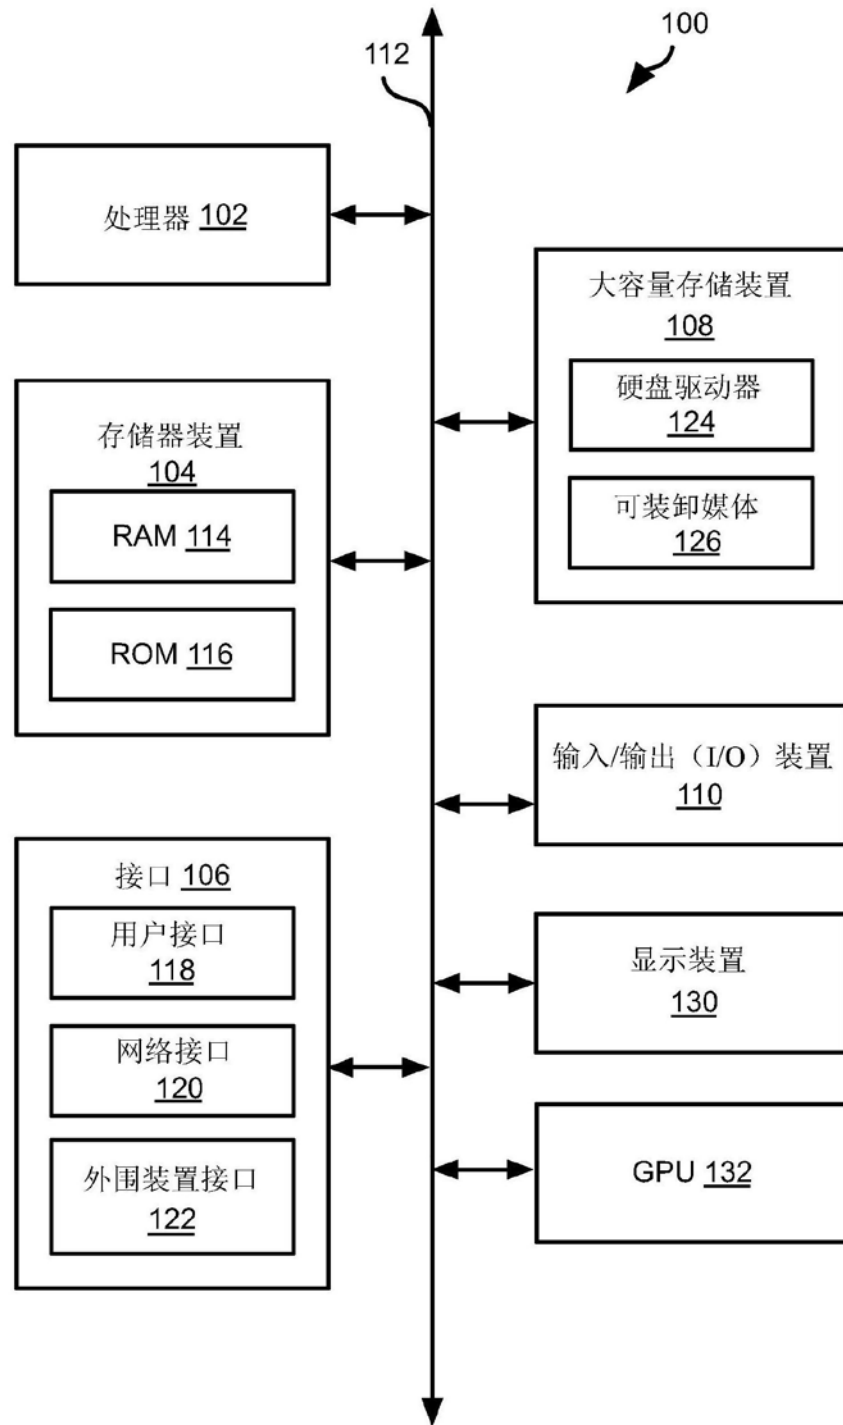 100
112
处理器 102
大容量存储装置
108
硬盘驱动器
124
可装卸媒体
126
存储器装置
104
RAM 114
ROM 116
输入/输出（I/O）装置
110
接口 106
用户接口
118
网络接口
120
外围装置接口
122
显示装置
130
GPU 132